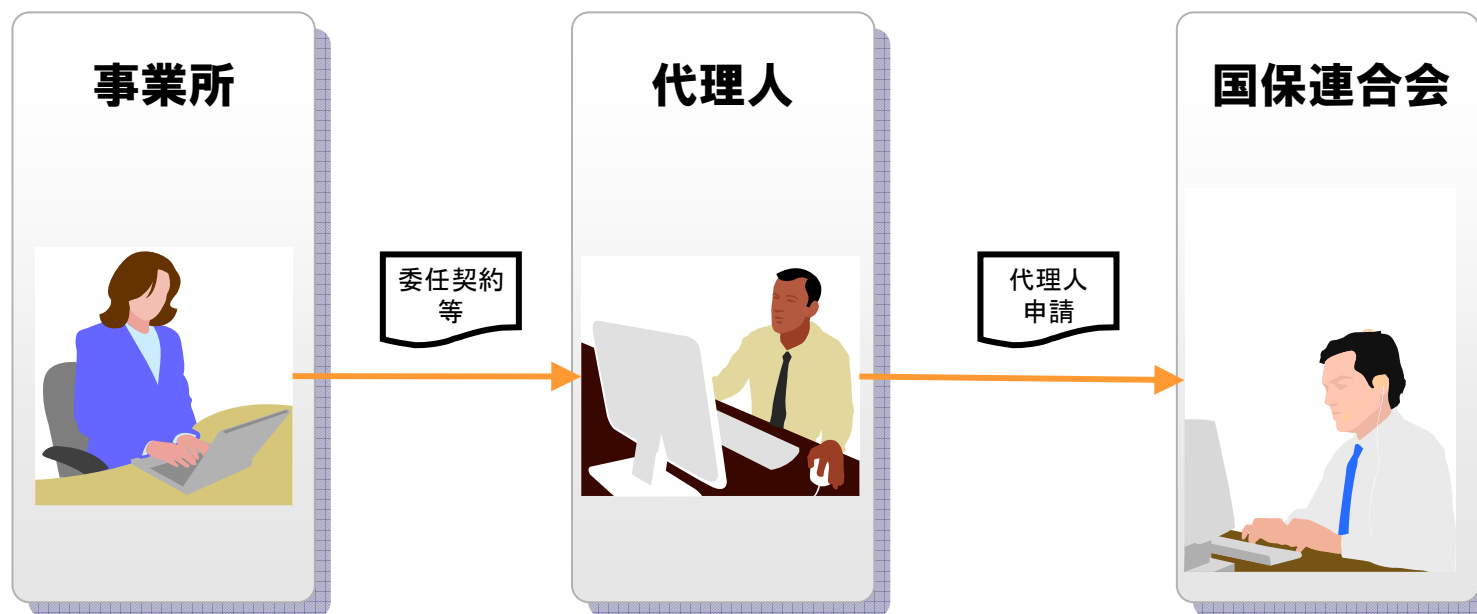 事業所
代理人
国保連合会
委任契約
等
代理人
申請